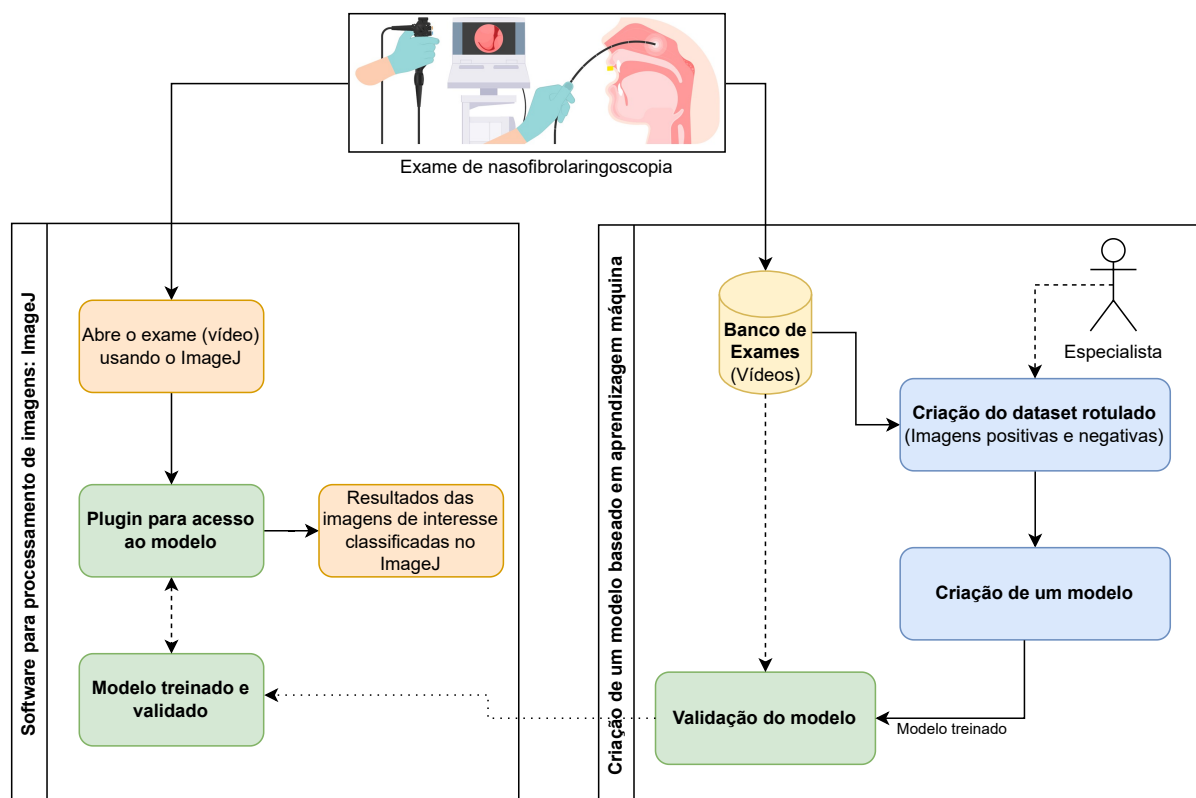 Exame de nasofibrolaringoscopia
Software para processamento de imagens: ImageJ
Abre o exame (vídeo)
usando o ImageJ
Plugin para acesso
ao modelo
Resultados das
imagens de interesse
classificadas no
ImageJ
Modelo treinado e
validado
Criação de um modelo baseado em aprendizagem máquina
Banco de
Exames
(Vídeos)
Especialista
Criação do dataset rotulado
(Imagens positivas e negativas)
Criação de um modelo
Validação do modelo
Modelo treinado